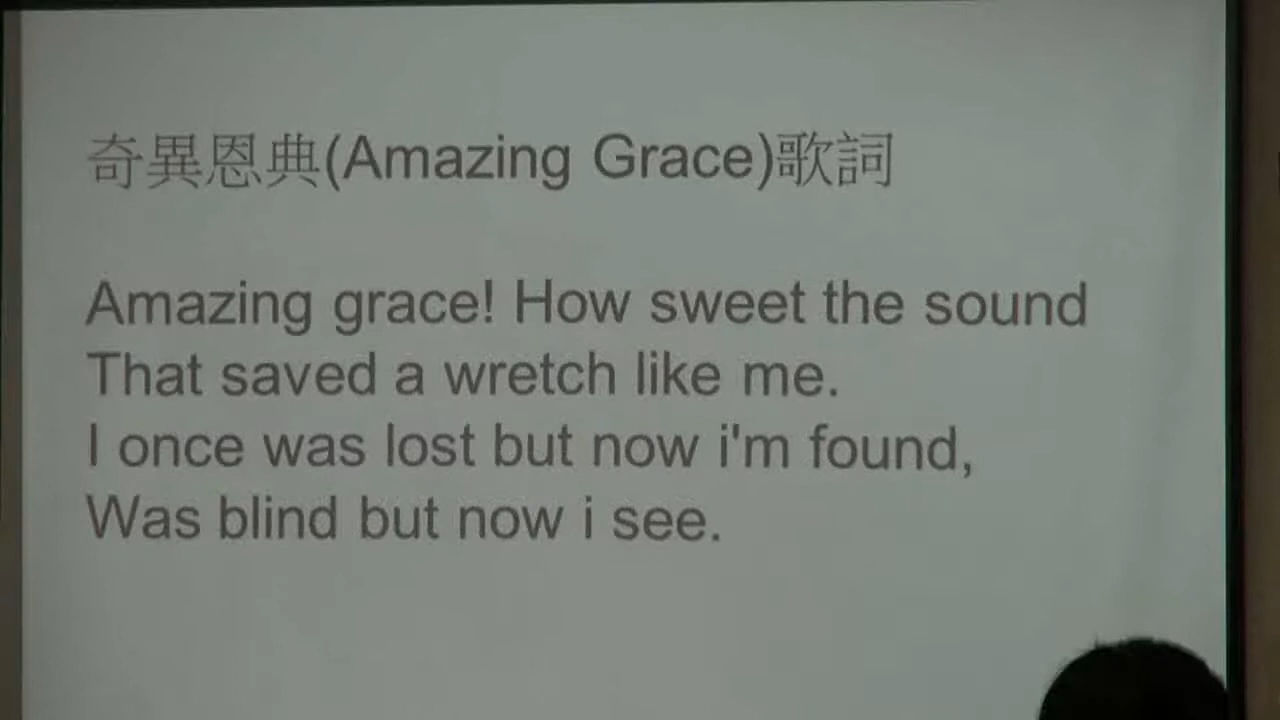 奇異恩典(Amazing Grace)歌詞
Amazing grace! How sweet the sound
That saved a wretch like me.
I once was lost but now i'm found,
Was blind but now i see.